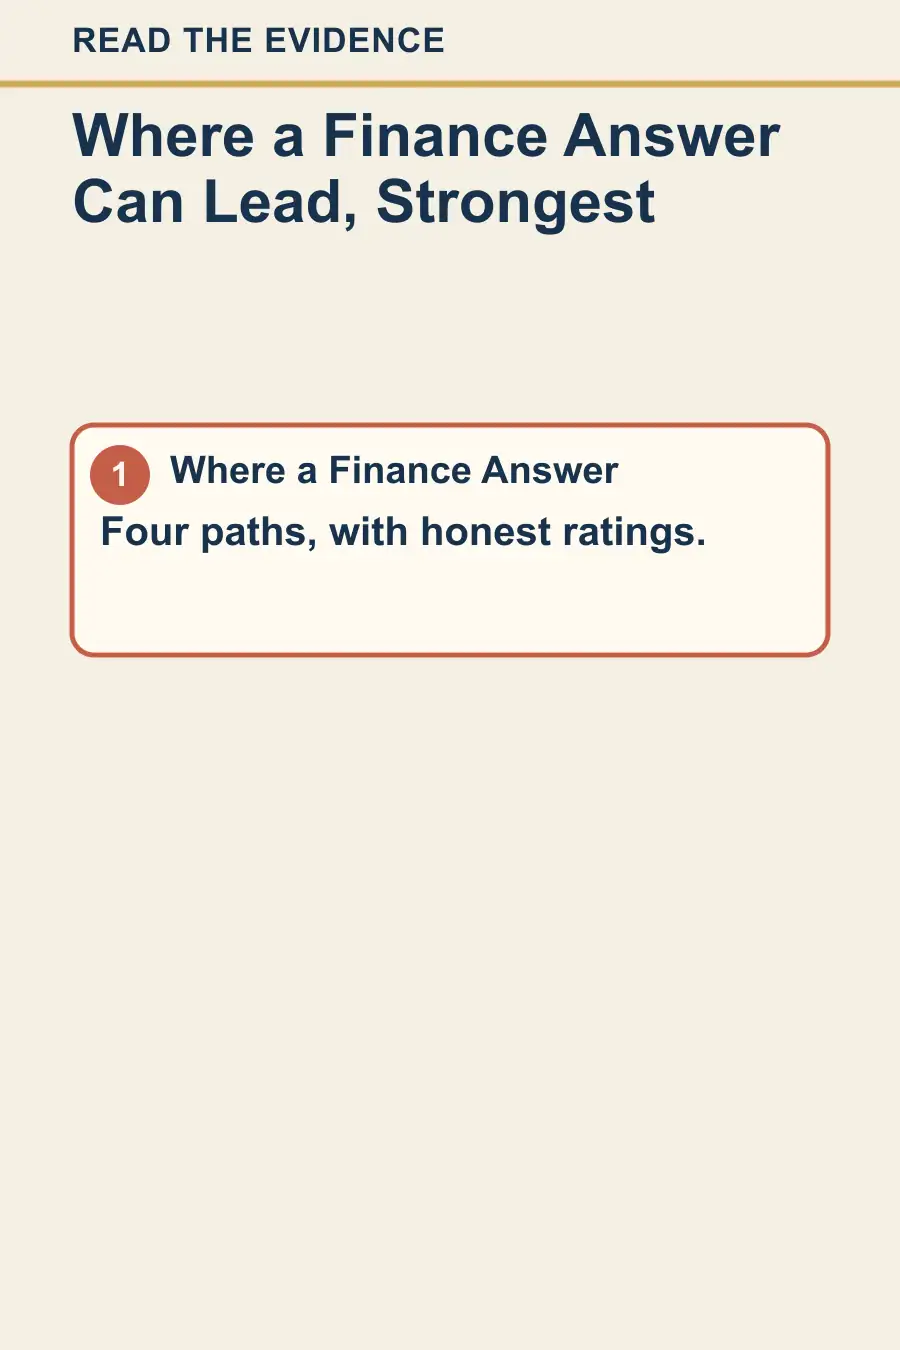 READ THE EVIDENCE
Where a Finance Answer
Can Lead, Strongest
1 Where a Finance Answer
Four paths, with honest ratings.